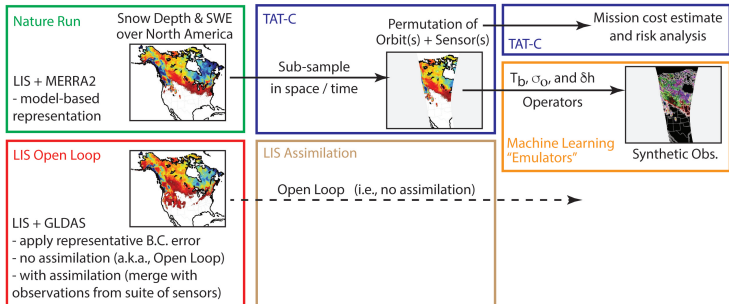 Nature Run
Snow Depth & SWE
over North America
LIS + MERRA2
- model-based
representation
TAT-C
Sub-sample
in space / time
Permutation of
Orbit(s) + Sensor(s)
TAT-C
Mission cost estimate
and risk analysis
Tb, σo, and δh
Operators
Machine Learning
"Emulators"
Synthetic Obs.
LIS Open Loop
LIS + GLDAS
- apply representative B.C. error
- no assimilation (a.k.a., Open Loop)
- with assimilation (merge with
observations from suite of sensors)
LIS Assimilation
Open Loop (i.e., no assimilation)